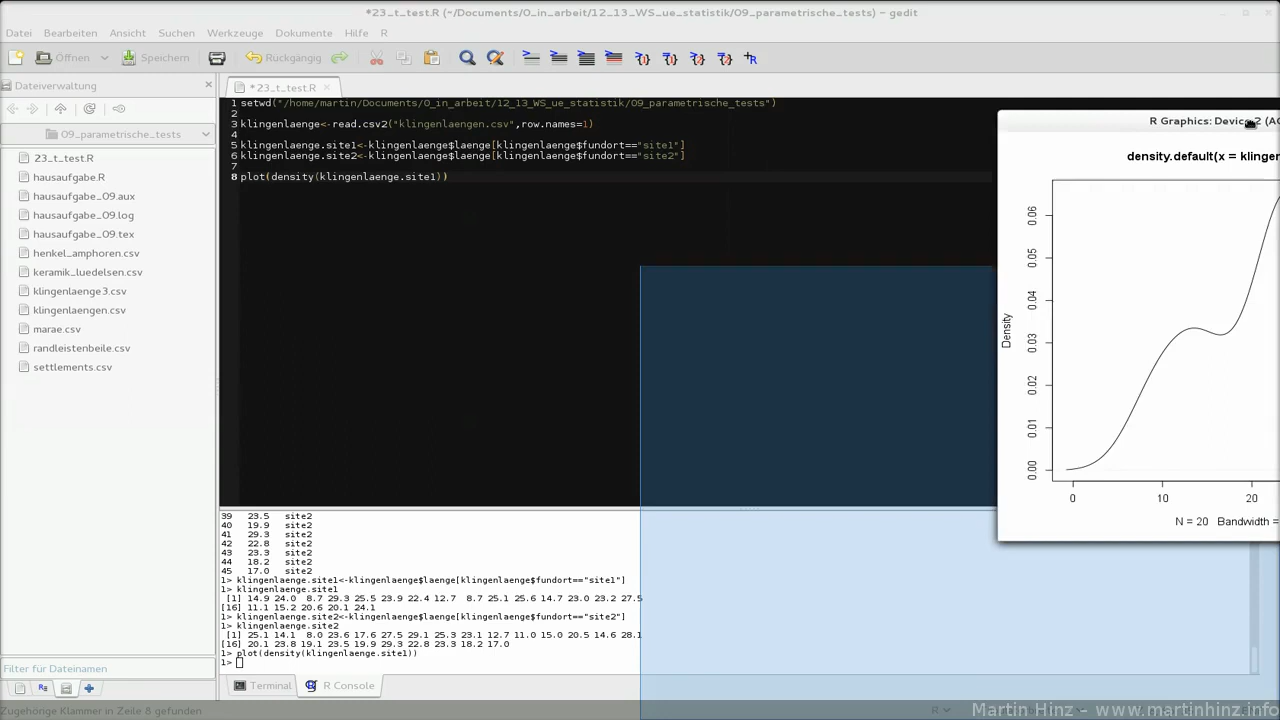 *23_t_test.R (~/Documents/0_in_arbeit/12_13_WS_ue_statistik/09_parametrische_tests) – gedit
Datei Bearbeiten Ansicht Suchen Werkzeuge Dokumente Hilfe R
Öffnen Speichern Rückgängig
Dateiverwaltung
*23_t_test.R
09_parametrische_tests
23_t_test.R
hausaufgabe.R
hausaufgabe_09.aux
hausaufgabe_09.log
hausaufgabe_09.tex
henkel_amphoren.csv
keramik_luedelsen.csv
klingenlaenge3.csv
klingenlaengen.csv
marae.csv
randleistenbeile.csv
settlements.csv
Filter für Dateinamen
1 setwd("/home/martin/Documents/0_in_arbeit/12_13_WS_ue_statistik/09_parametrische_tests")
2
3 klingenlaenge<-read.csv2("klingenlaengen.csv",row.names=1)
4
5 klingenlaenge.site1<-klingenlaenge$laenge[klingenlaenge$fundort=="site1"]
6 klingenlaenge.site2<-klingenlaenge$laenge[klingenlaenge$fundort=="site2"]
7
8 plot(density(klingenlaenge.site1))
R Graphics: Device 2 (AC
density.default(x = klingen
0.06
0.05
0.04
0.03
0.02
0.01
0.00
Density
0 10 20
N = 20 Bandwidth =
39 23.5 site2
40 19.9 site2
41 29.3 site2
42 22.8 site2
43 23.3 site2
44 18.2 site2
45 17.0 site2
1> klingenlaenge.site1<-klingenlaenge$laenge[klingenlaenge$fundort=="site1"]
1> klingenlaenge.site1
[1] 14.9 24.0 8.7 29.3 25.5 23.9 22.4 12.7 8.7 25.1 25.6 14.7 23.0 23.2 27.5
[16] 11.1 15.2 20.6 20.1 24.1
1> klingenlaenge.site2<-klingenlaenge$laenge[klingenlaenge$fundort=="site2"]
1> klingenlaenge.site2
[1] 25.1 14.1 8.0 23.6 17.6 27.5 29.1 25.3 23.1 12.7 11.0 15.0 20.5 14.6 28.1
[16] 20.1 23.8 19.1 23.5 19.9 29.3 22.8 23.3 18.2 17.0
1> plot(density(klingenlaenge.site1))
1>
Terminal R Console
Zugehörige Klammer in Zeile 8 gefunden
R
Martin Hinz – www.martinhinz.info